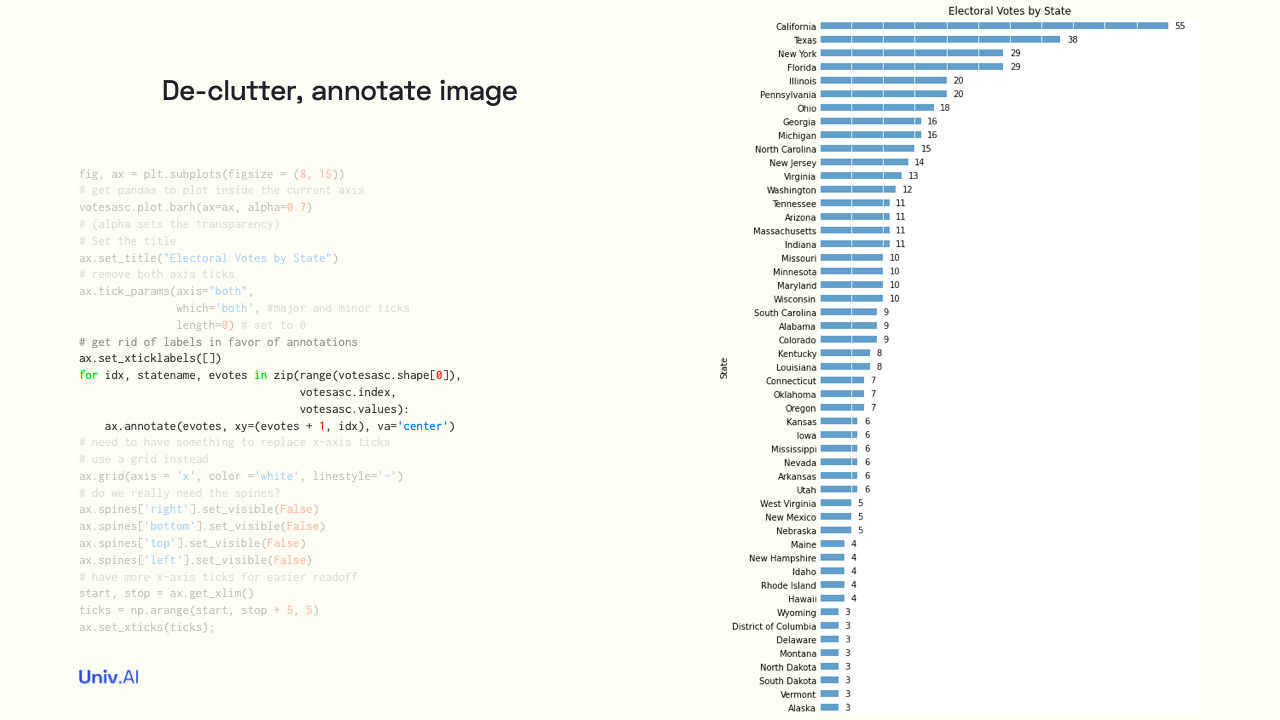 De-clutter, annotate image
fig, ax = plt.subplots(figsize = (8, 15))
# get pandas to plot inside the current axis
votesasc.plot.barh(ax=ax, alpha=0.7)
# (alpha sets the transparency)
# Set the title
ax.set_title("Electoral Votes by State")
# remove both axis ticks
ax.tick_params(axis="both",
which='both', #major and minor ticks
length=0) # set to 0
# get rid of labels in favor of annotations
ax.set_xticklabels([])
for idx, statename, evotes in zip(range(votesasc.shape[0]),
votesasc.index,
votesasc.values):
ax.annotate(evotes, xy=(evotes + 1, idx), va='center')
# need to have something to replace x-axis ticks
# use a grid instead
ax.grid(axis = 'x', color ='white', linestyle='-')
# do we really need the spines?
ax.spines['right'].set_visible(False)
ax.spines['bottom'].set_visible(False)
ax.spines['top'].set_visible(False)
ax.spines['left'].set_visible(False)
# have more x-axis ticks for easier readoff
start, stop = ax.get_xlim()
ticks = np.arange(start, stop + 5, 5)
ax.set_xticks(ticks);
Univ.AI
Electoral Votes by State
State
California 55
Texas 38
New York 29
Florida 29
Illinois 20
Pennsylvania 20
Ohio 18
Georgia 16
Michigan 16
North Carolina 15
New Jersey 14
Virginia 13
Washington 12
Tennessee 11
Arizona 11
Massachusetts 11
Indiana 11
Missouri 10
Minnesota 10
Maryland 10
Wisconsin 10
South Carolina 9
Alabama 9
Colorado 9
Kentucky 8
Louisiana 8
Connecticut 7
Oklahoma 7
Oregon 7
Kansas 6
Iowa 6
Mississippi 6
Nevada 6
Arkansas 6
Utah 6
West Virginia 5
New Mexico 5
Nebraska 5
Maine 4
New Hampshire 4
Idaho 4
Rhode Island 4
Hawaii 4
Wyoming 3
District of Columbia 3
Delaware 3
Montana 3
North Dakota 3
South Dakota 3
Vermont 3
Alaska 3